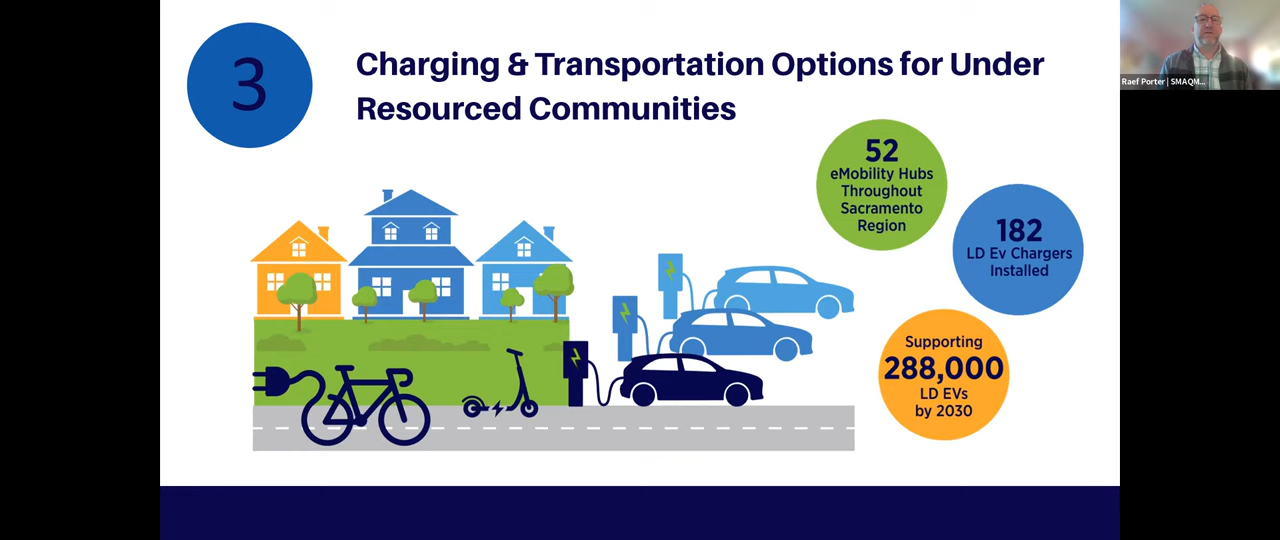 3
Charging & Transportation Options for Under
Resourced Communities
52
eMobility Hubs
Throughout
Sacramento
Region
182
LD Ev Chargers
Installed
Supporting
288,000
LD EVs
by 2030
Raef Porter | SMAQM...